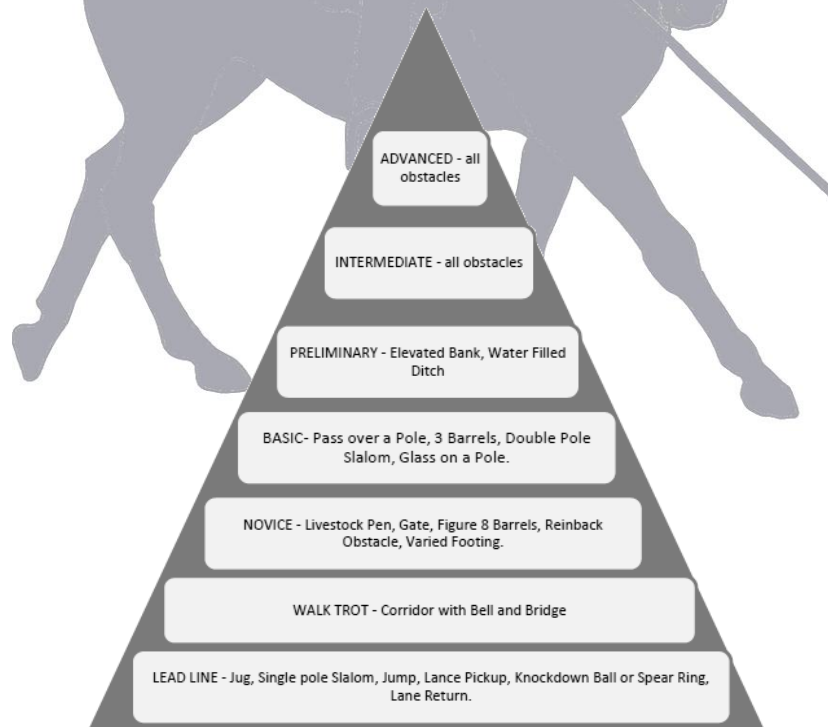 ADVANCED - all
obstacles
INTERMEDIATE - all obstacles
PRELIMINARY - Elevated Bank, Water Filled
Ditch
BASIC- Pass over a Pole, 3 Barrels, Double Pole
Slalom, Glass on a Pole.
NOVICE - Livestock Pen, Gate, Figure 8 Barrels, Reinback
Obstacle, Varied Footing.
WALK TROT - Corridor with Bell and Bridge
LEAD LINE - Jug, Single pole Slalom, Jump, Lance Pickup, Knockdown Ball or Spear Ring,
Lane Return.